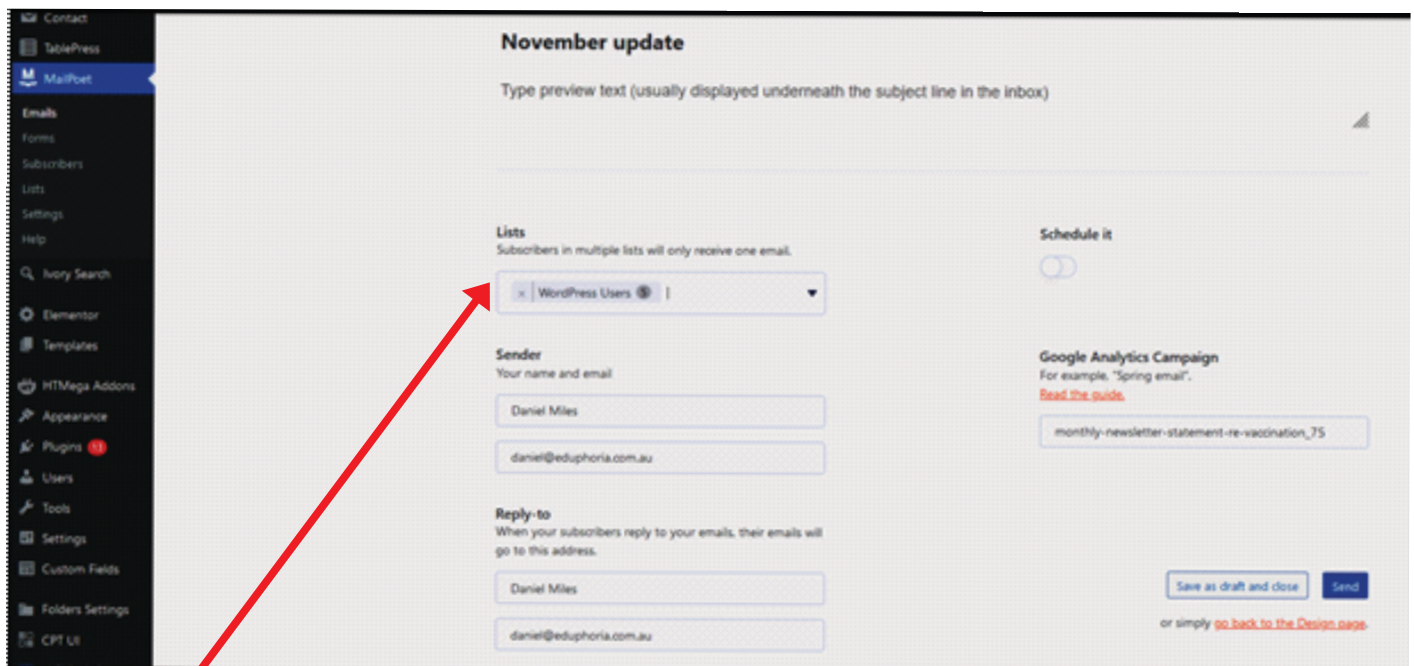 Contact
TablePress
MailPoet
Emails
Forms
Subscribers
Lists
Settings
Help
Ivory Search
Elementor
Templates
HTMega Addons
Appearance
Plugins 13
Users
Tools
Settings
Custom Fields
Folders Settings
CPT UI
November update
Type preview text (usually displayed underneath the subject line in the inbox)
Lists
Subscribers in multiple lists will only receive one email.
× WordPress Users
Sender
Your name and email
Daniel Miles
daniel@eduphoria.com.au
Reply-to
When your subscribers reply to your emails, their emails will
go to this address.
Daniel Miles
daniel@eduphoria.com.au
Schedule it
Google Analytics Campaign
For example, "Spring email".
Read the guide.
monthly-newsletter-statement-re-vaccination_75
Save as draft and close Send
or simply go back to the Design page.